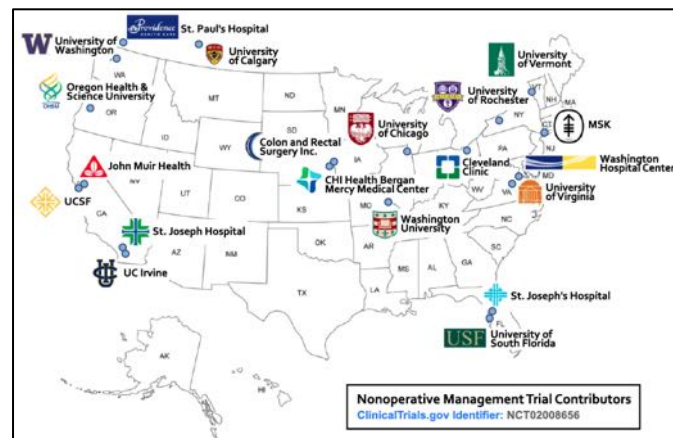 Providence
HEALTH CARE
St. Paul's Hospital
W
University of
Washington
University
of Calgary
University
of Vermont
Oregon Health &
Science University
OHSU
University
of Rochester
University
of Chicago
MSK
Colon and Rectal
Surgery Inc.
John Muir Health
CHI Health Bergan
Mercy Medical Center
Cleveland
Clinic
Washington
Hospital Center
UCSF
University
of Virginia
St. Joseph Hospital
Washington
University
UC Irvine
St. Joseph's Hospital
USF
University of
South Florida
WA
MT
ND
MN
VT
NH
MA
OR
ID
SD
NY
CT
WY
IA
PA
NJ
NV
UT
CO
KS
MO
KY
WV
VA
MD
CA
AZ
NM
OK
AR
NC
SC
TX
LA
MS
AL
GA
FL
AK
HI
Nonoperative Management Trial Contributors
ClinicalTrials.gov Identifier: NCT02008656